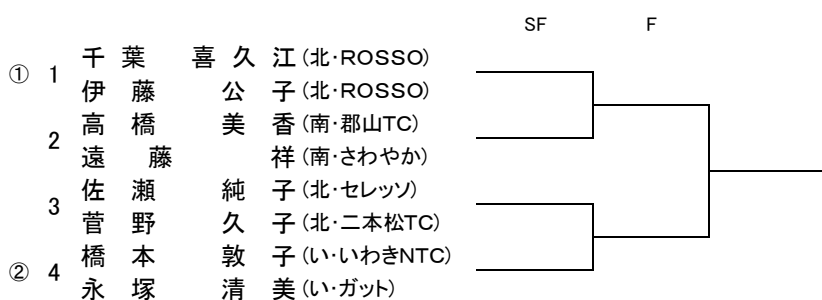 SF F
千葉 喜久江 (北・ROSSO)
① 1
伊藤 公子 (北・ROSSO)
高橋 美香 (南・郡山TC)
2
遠藤 祥 (南・さわやか)
佐瀬 純子 (北・セレッソ)
3
菅野 久子 (北・二本松TC)
橋本 敦子 (い・いわきNTC)
② 4
永塚 清美 (い・ガット)